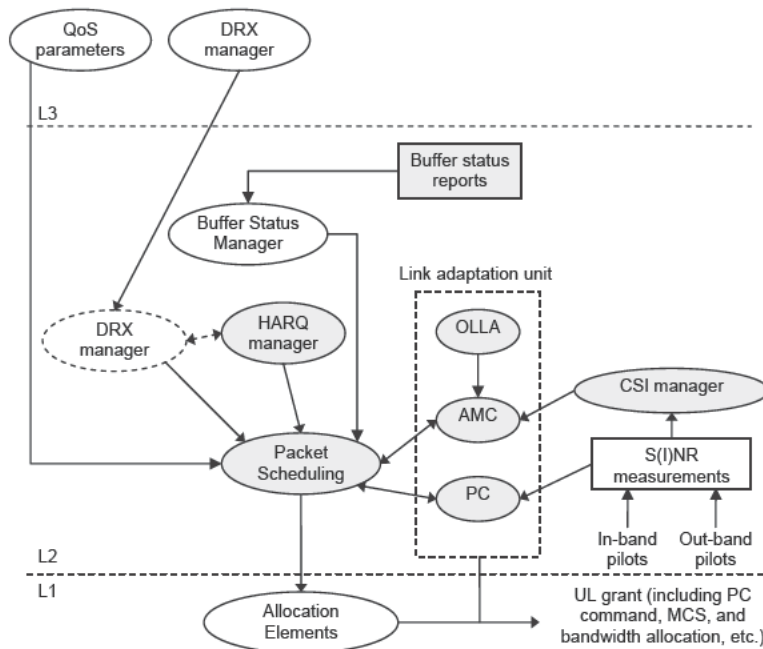 QoS
parameters
DRX
manager
L3
Buffer status
reports
Buffer Status
Manager
Link adaptation unit
DRX
manager
HARQ
manager
OLLA
CSI manager
AMC
Packet
Scheduling
S(I)NR
measurements
PC
In-band
pilots
Out-band
pilots
L2
L1
Allocation
Elements
UL grant (including PC
command, MCS, and
bandwidth allocation, etc.)